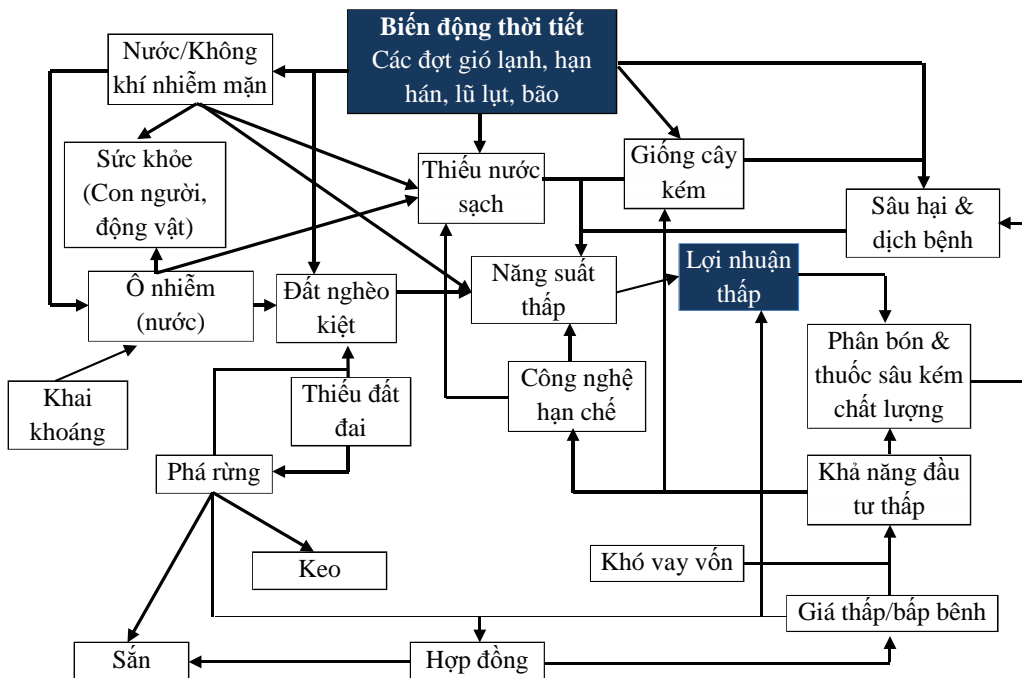 Biến động thời tiết
Các đợt gió lạnh, hạn
hán, lũ lụt, bão
Nước/Không
khí nhiễm mặn
Sức khỏe
(Con người,
động vật)
Thiếu nước
sạch
Giống cây
kém
Sâu hại &
dịch bệnh
Ô nhiễm
(nước)
Đất nghèo
kiệt
Năng suất
thấp
Lợi nhuận
thấp
Phân bón &
thuốc sâu kém
chất lượng
Khai
khoáng
Thiếu đất
đai
Công nghệ
hạn chế
Phá rừng
Khả năng đầu
tư thấp
Keo
Khó vay vốn
Giá thấp/bấp bênh
Sắn
Hợp đồng